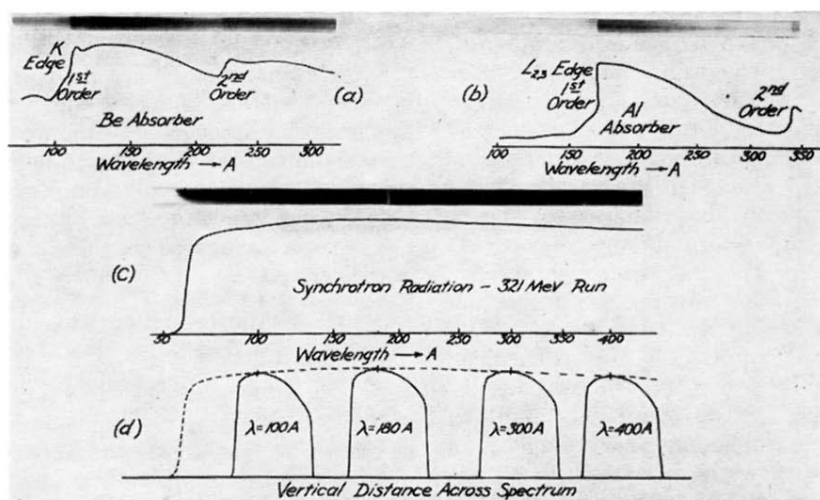 K
Edge
1st
Order
2nd
Order
(a)
Be Absorber
100 150 200 250 300
Wavelength → A
(b)
L2,3 Edge
1st
Order
Al
Absorber
2nd
Order
100 150 200 250 300 350
Wavelength → A
(c)
Synchrotron Radiation - 321 MeV Run
50 100 150 200 250 300 350 400
Wavelength → A
(d)
λ=100A
λ=180A
λ=300A
λ=400A
Vertical Distance Across Spectrum